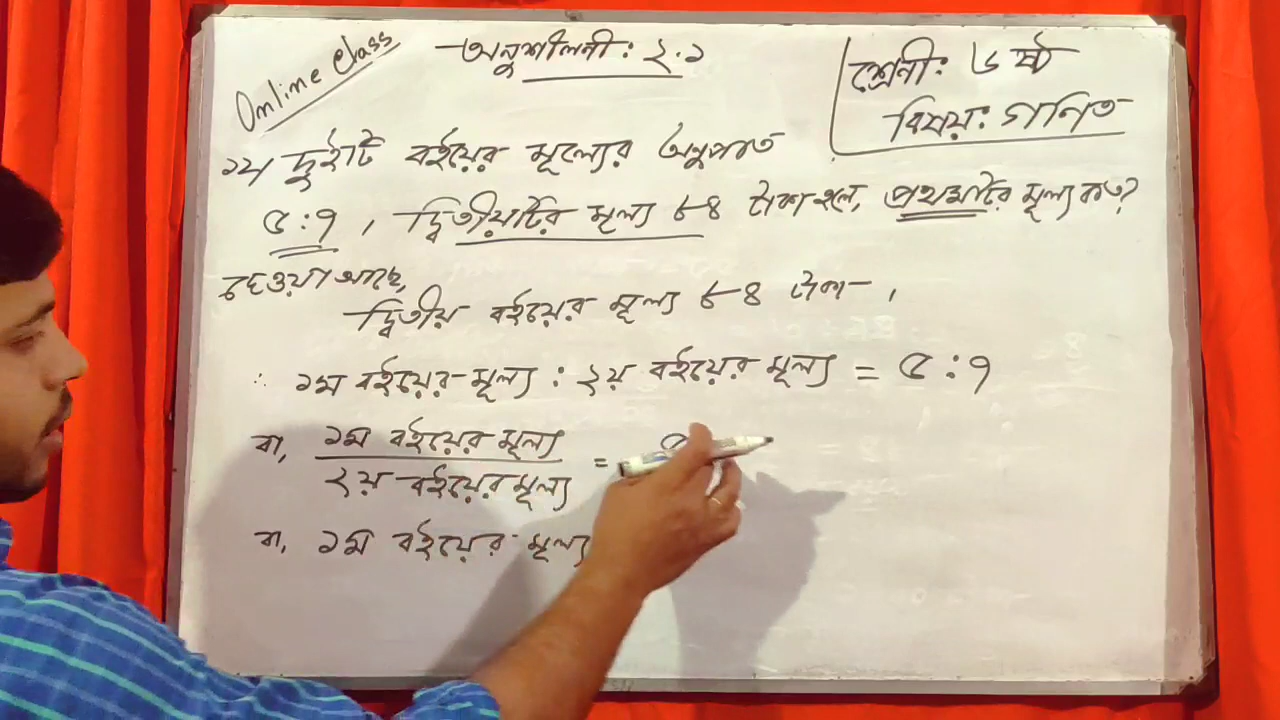 Online Class
অনুশীলনী: ২.১
শ্রেনী: ৬ষ্ঠ
বিষয়: গণিত
১২) দুইটি বইয়ের মূল্যের অনুপাত
৫:৭, দ্বিতীয়টির মূল্য ৮৪ টাকা হলে, প্রথমটির মূল্য কত?
দেওয়া আছে,
দ্বিতীয় বইয়ের মূল্য ৮৪ টাকা,
∴ ১ম বইয়ের মূল্য : ২য় বইয়ের মূল্য = ৫:৭
বা, ১ম বইয়ের মূল্য
২য় বইয়ের মূল্য =
বা, ১ম বইয়ের মূল্য